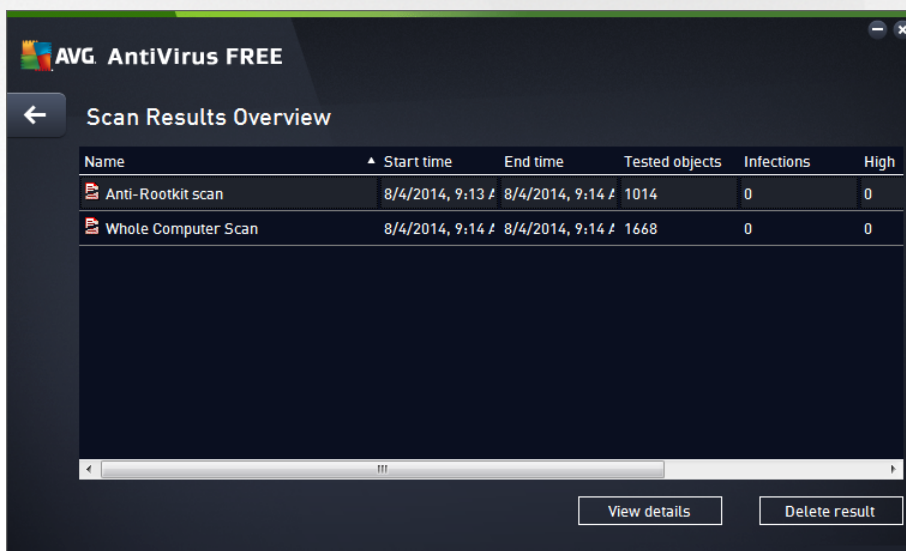 AVG. AntiVirus FREE
Scan Results Overview
Name Start time End time Tested objects Infections High
Anti-Rootkit scan 8/4/2014, 9:13 A 8/4/2014, 9:14 A 1014 0 0
Whole Computer Scan 8/4/2014, 9:14 A 8/4/2014, 9:14 A 1668 0 0
View details Delete result